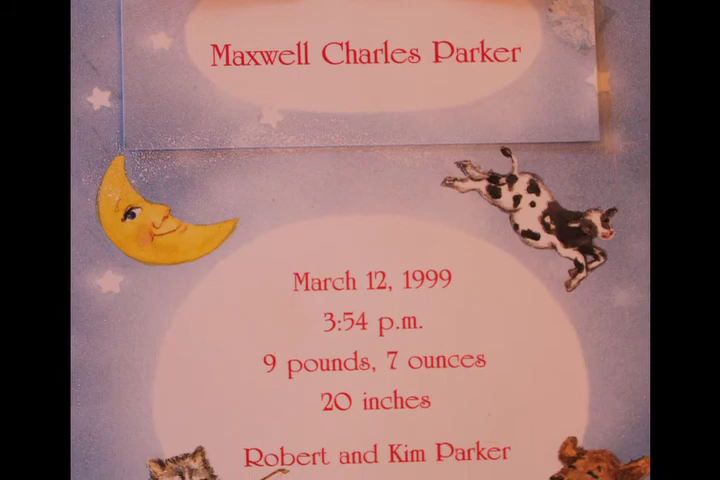 Maxwell Charles Parker
March 12, 1999
3:54 p.m.
9 pounds, 7 ounces
20 inches
Robert and Kim Parker